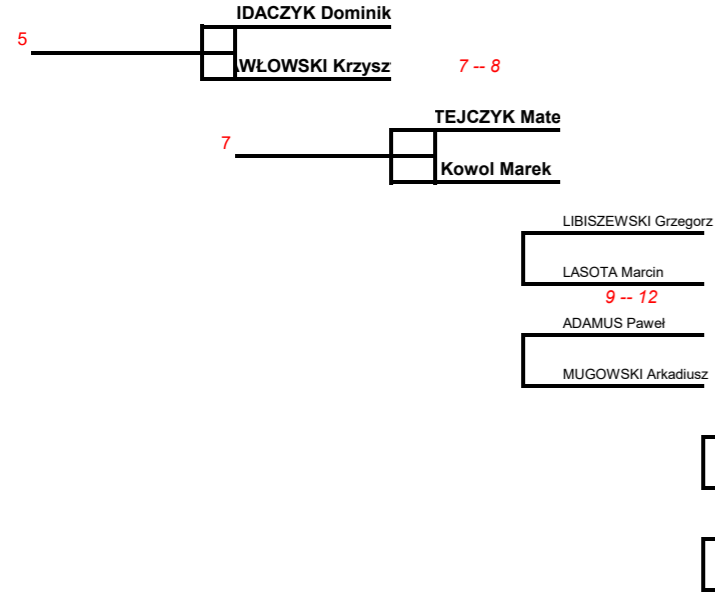 IDACZYK Dominik
5
WŁOWSKI Krzysz
7 -- 8
TEJCZYK Mate
7
Kowol Marek
LIBISZEWSKI Grzegorz
LASOTA Marcin
9 -- 12
ADAMUS Paweł
MUGOWSKI Arkadiusz